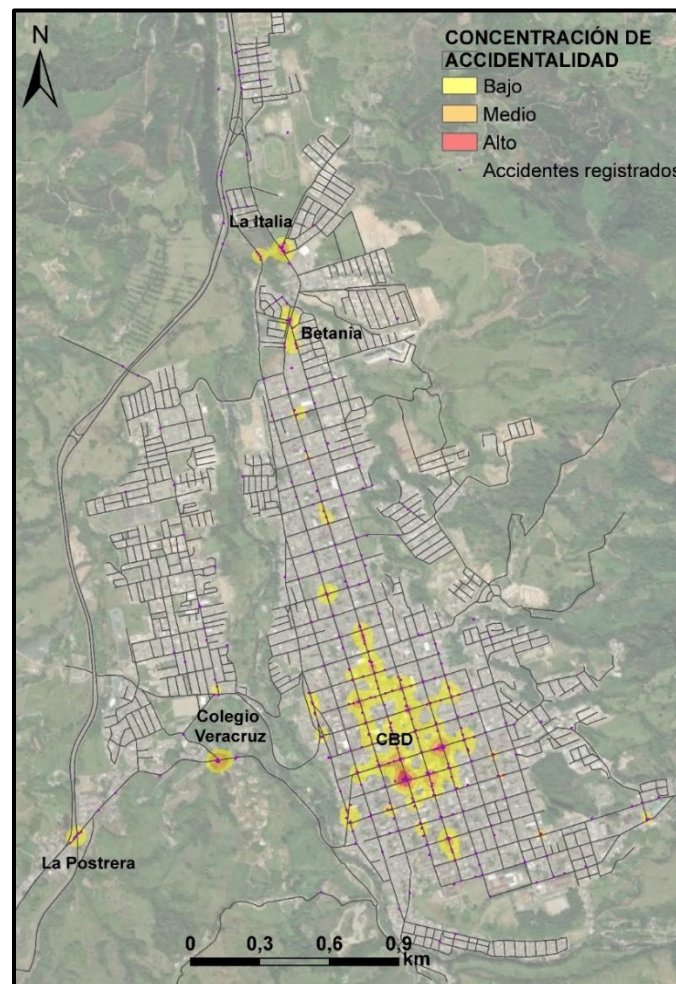 N
CONCENTRACIÓN DE
ACCIDENTALIDAD
Bajo
Medio
Alto
Accidentes registrados
La Italia
Betania
Colegio
Veracruz
CBD
La Postrera
0 0,3 0,6 0,9
km